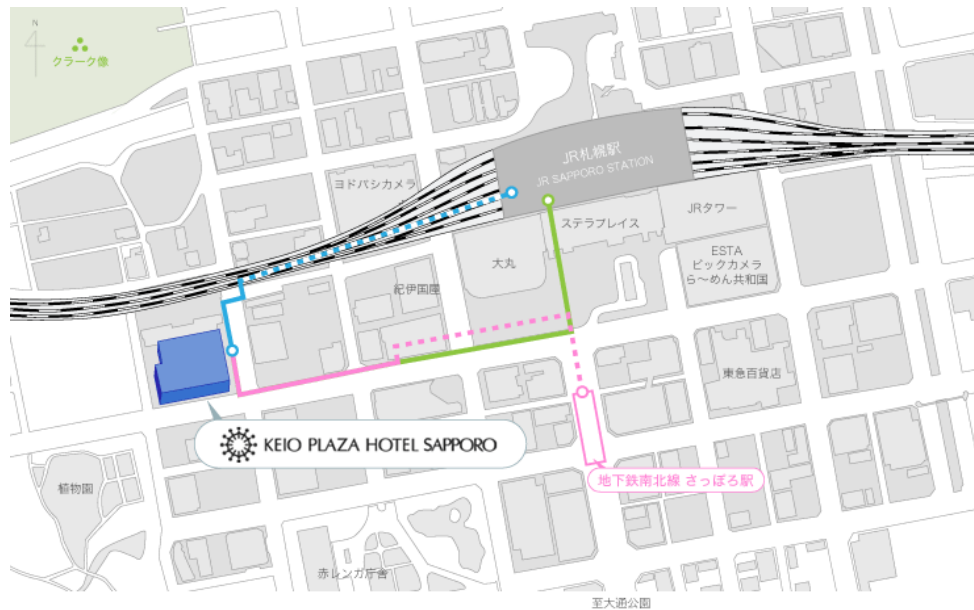 N
クラーク像
JR札幌駅
JR SAPPORO STATION
ヨドバシカメラ
ステラプレイス
JRタワー
大丸
ESTA
ビックカメラ
ら〜めん共和国
紀伊国屋
東急百貨店
KEIO PLAZA HOTEL SAPPORO
地下鉄南北線 さっぽろ駅
植物園
赤レンガ庁舎
至大通公園